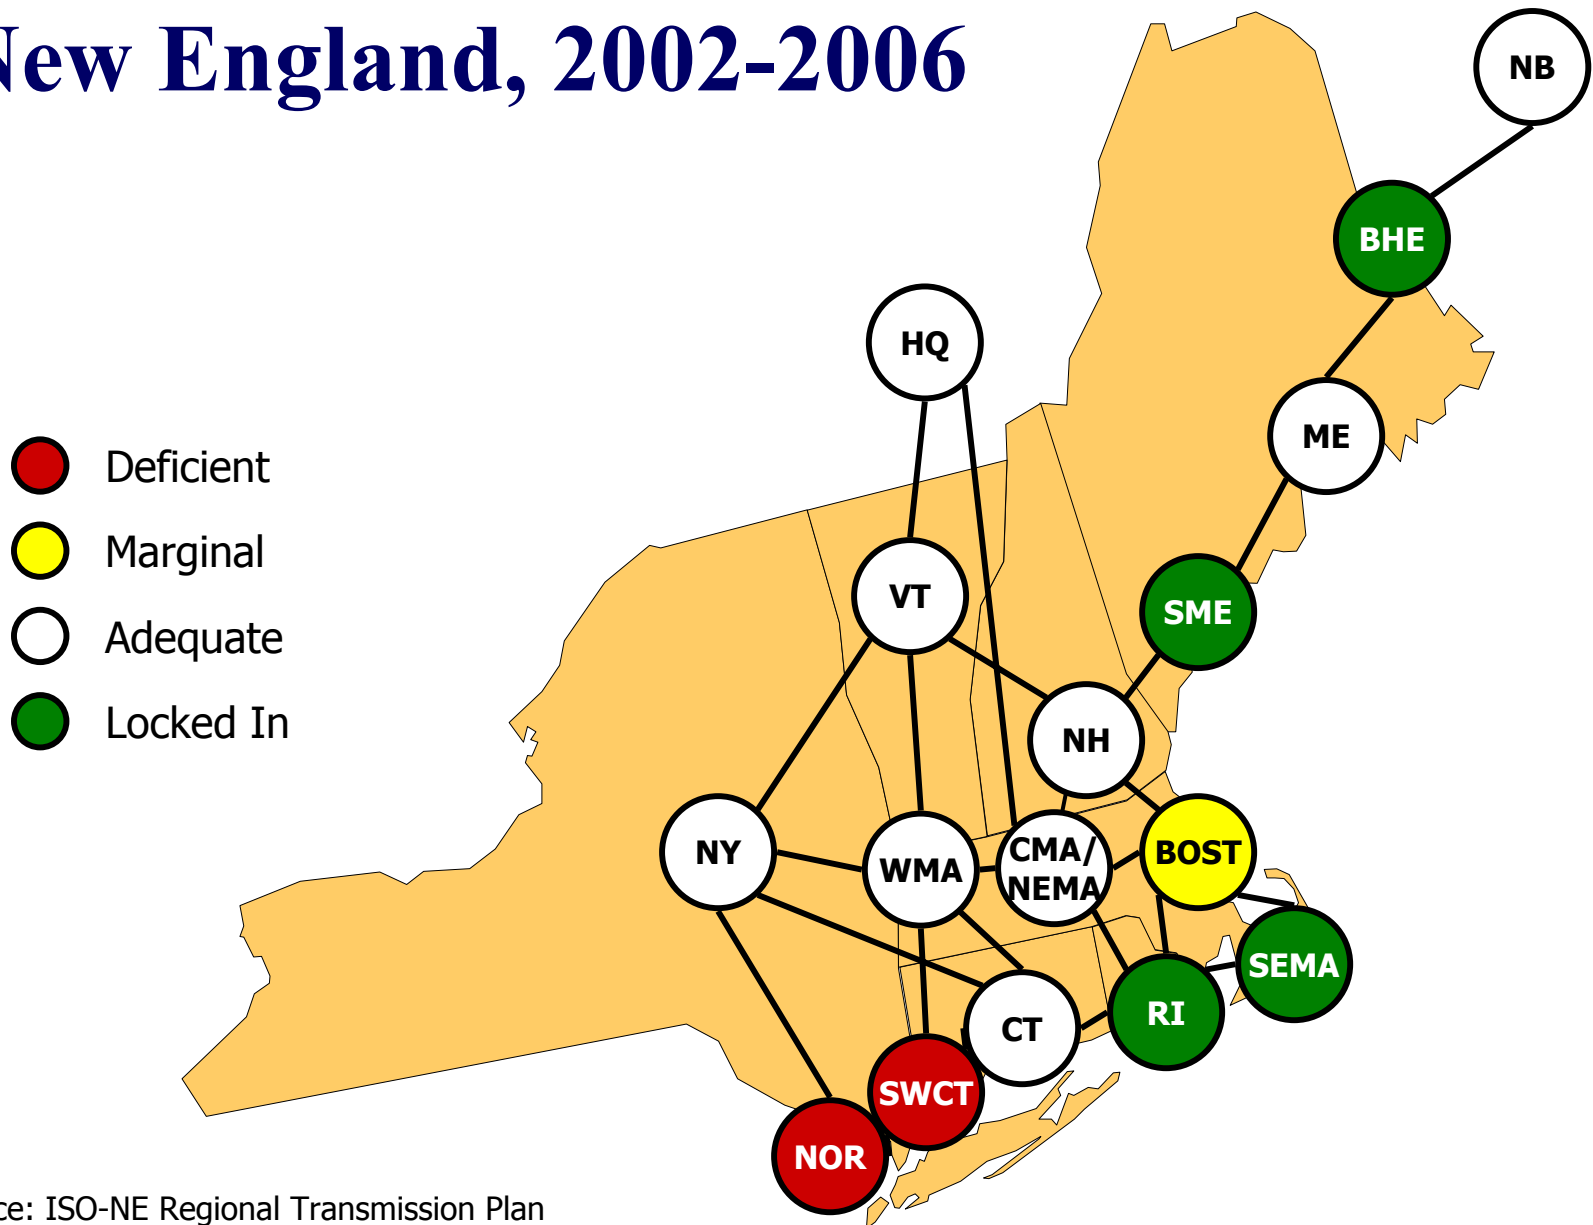 New England, 2002-2006
NB
BHE
HQ
ME
Deficient
Marginal
VT
SME
Adequate
Locked In
NH
NY
WMA
CMA/
NEMA
BOST
SEMA
RI
CT
SWCT
NOR
ce: ISO-NE Regional Transmission Plan